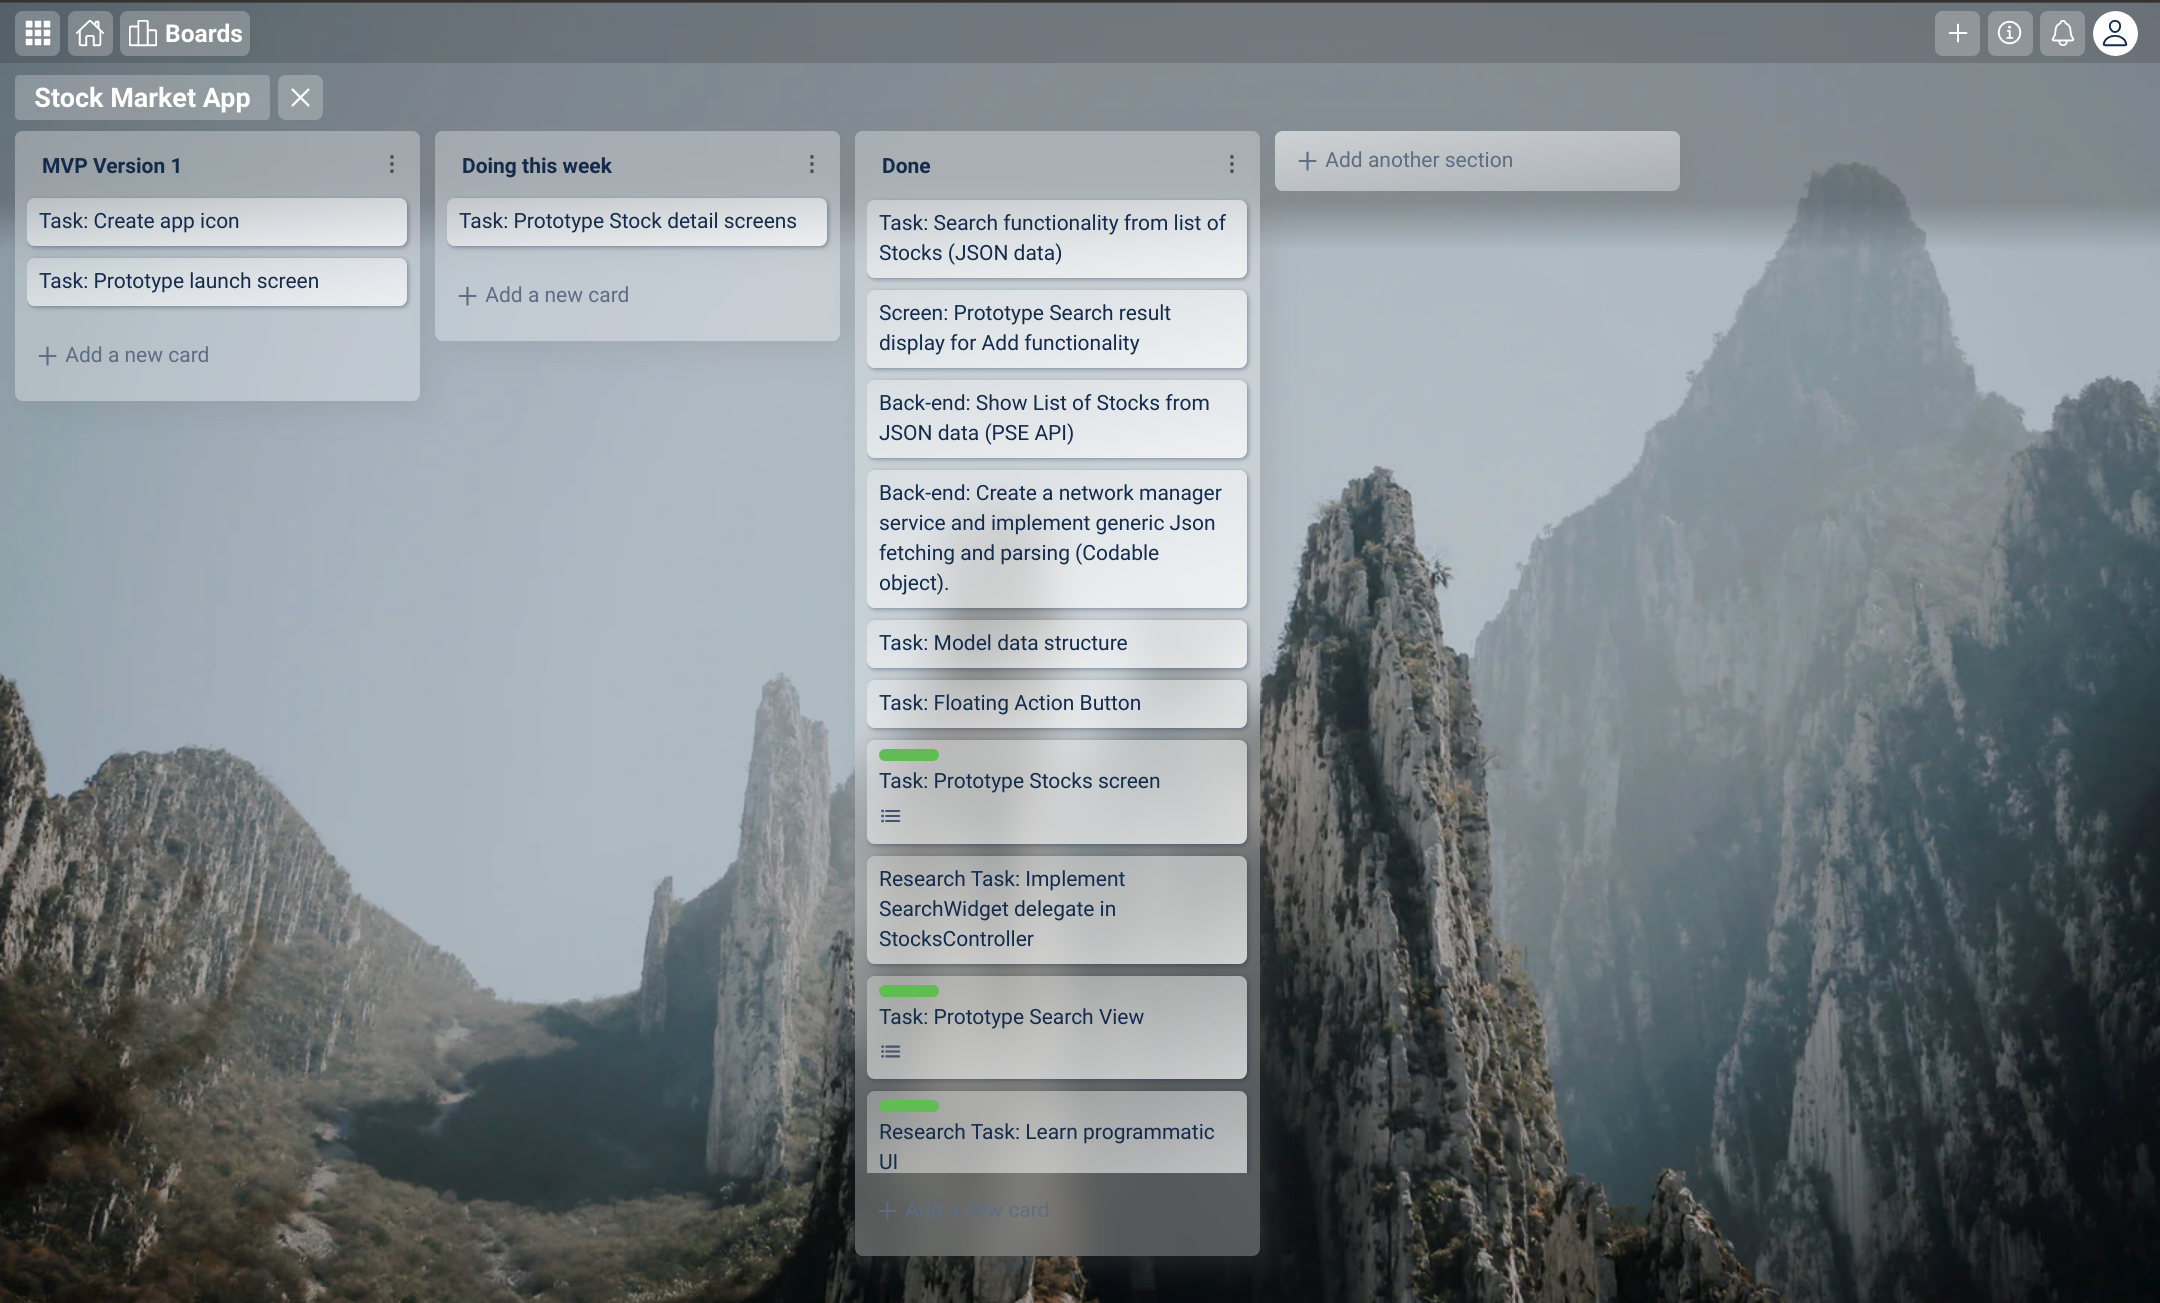 Boards
Stock Market App
MVP Version 1
Task: Create app icon
Task: Prototype launch screen
Add a new card
Doing this week
Task: Prototype Stock detail screens
Add a new card
Done
Task: Search functionality from list of
Stocks (JSON data)
Screen: Prototype Search result
display for Add functionality
Back-end: Show List of Stocks from
JSON data (PSE API)
Back-end: Create a network manager
service and implement generic Json
fetching and parsing (Codable
object).
Task: Model data structure
Task: Floating Action Button
Task: Prototype Stocks screen
Research Task: Implement
SearchWidget delegate in
StocksController
Task: Prototype Search View
Research Task: Learn programmatic
UI
Add a new card
Add another section